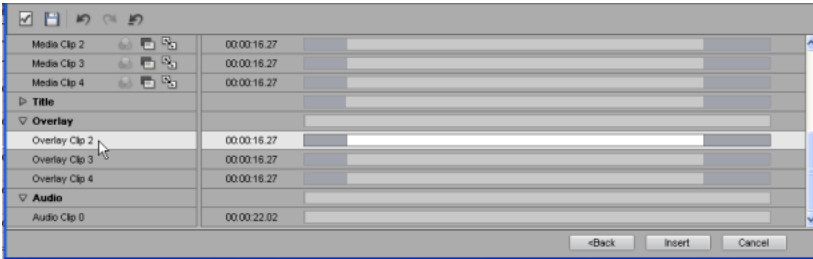 Media Clip 2 00:00:16.27
Media Clip 3 00:00:16.27
Media Clip 4 00:00:16.27
Title
Overlay
Overlay Clip 2 00:00:16.27
Overlay Clip 3 00:00:16.27
Overlay Clip 4 00:00:16.27
Audio
Audio Clip 0 00:00:22.02
<Back Insert Cancel